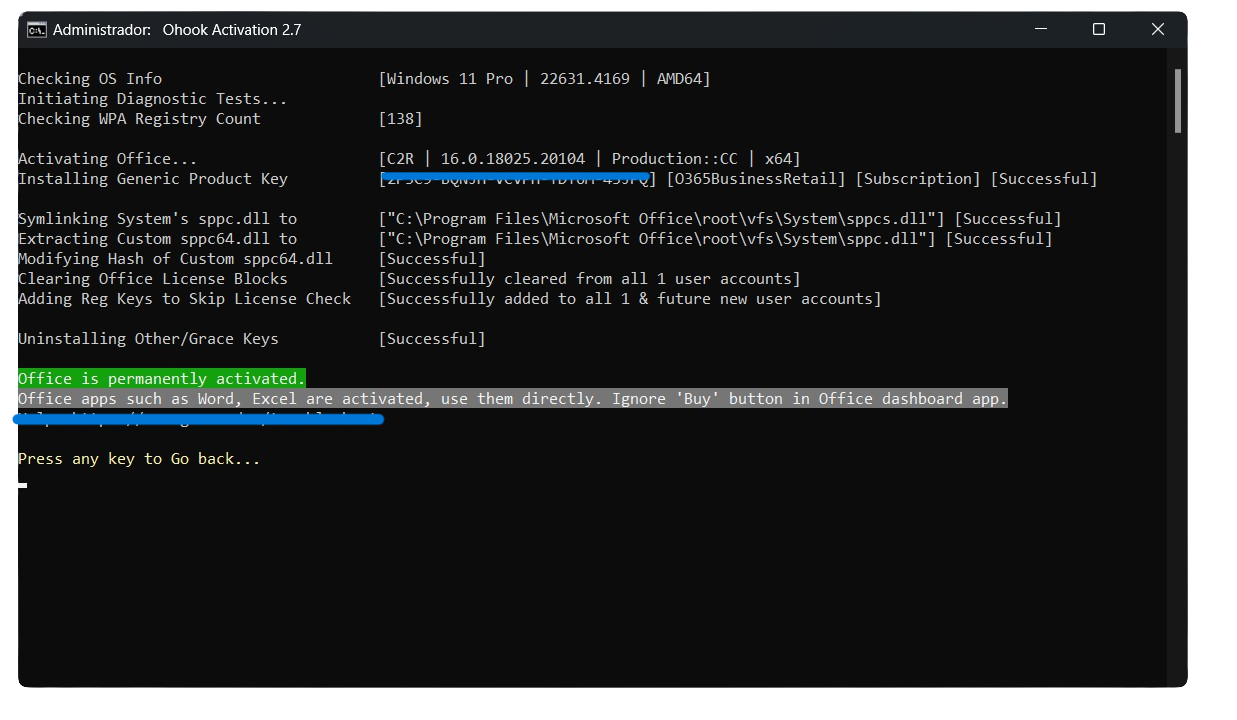 Administrador: Ohook Activation 2.7
Checking OS Info [Windows 11 Pro | 22631.4169 | AMD64]
Initiating Diagnostic Tests...
Checking WPA Registry Count [138]
Activating Office... [C2R | 16.0.18025.20104 | Production::CC | x64]
Installing Generic Product Key [O365BusinessRetail] [Subscription] [Successful]
Symlinking System's sppc.dll to ["C:\Program Files\Microsoft Office\root\vfs\System\sppcs.dll"] [Successful]
Extracting Custom sppc64.dll to ["C:\Program Files\Microsoft Office\root\vfs\System\sppc.dll"] [Successful]
Modifying Hash of Custom sppc64.dll [Successful]
Clearing Office License Blocks [Successfully cleared from all 1 user accounts]
Adding Reg Keys to Skip License Check [Successfully added to all 1 & future new user accounts]
Uninstalling Other/Grace Keys [Successful]
Office is permanently activated.
Office apps such as Word, Excel are activated, use them directly. Ignore 'Buy' button in Office dashboard app.
Press any key to Go back...